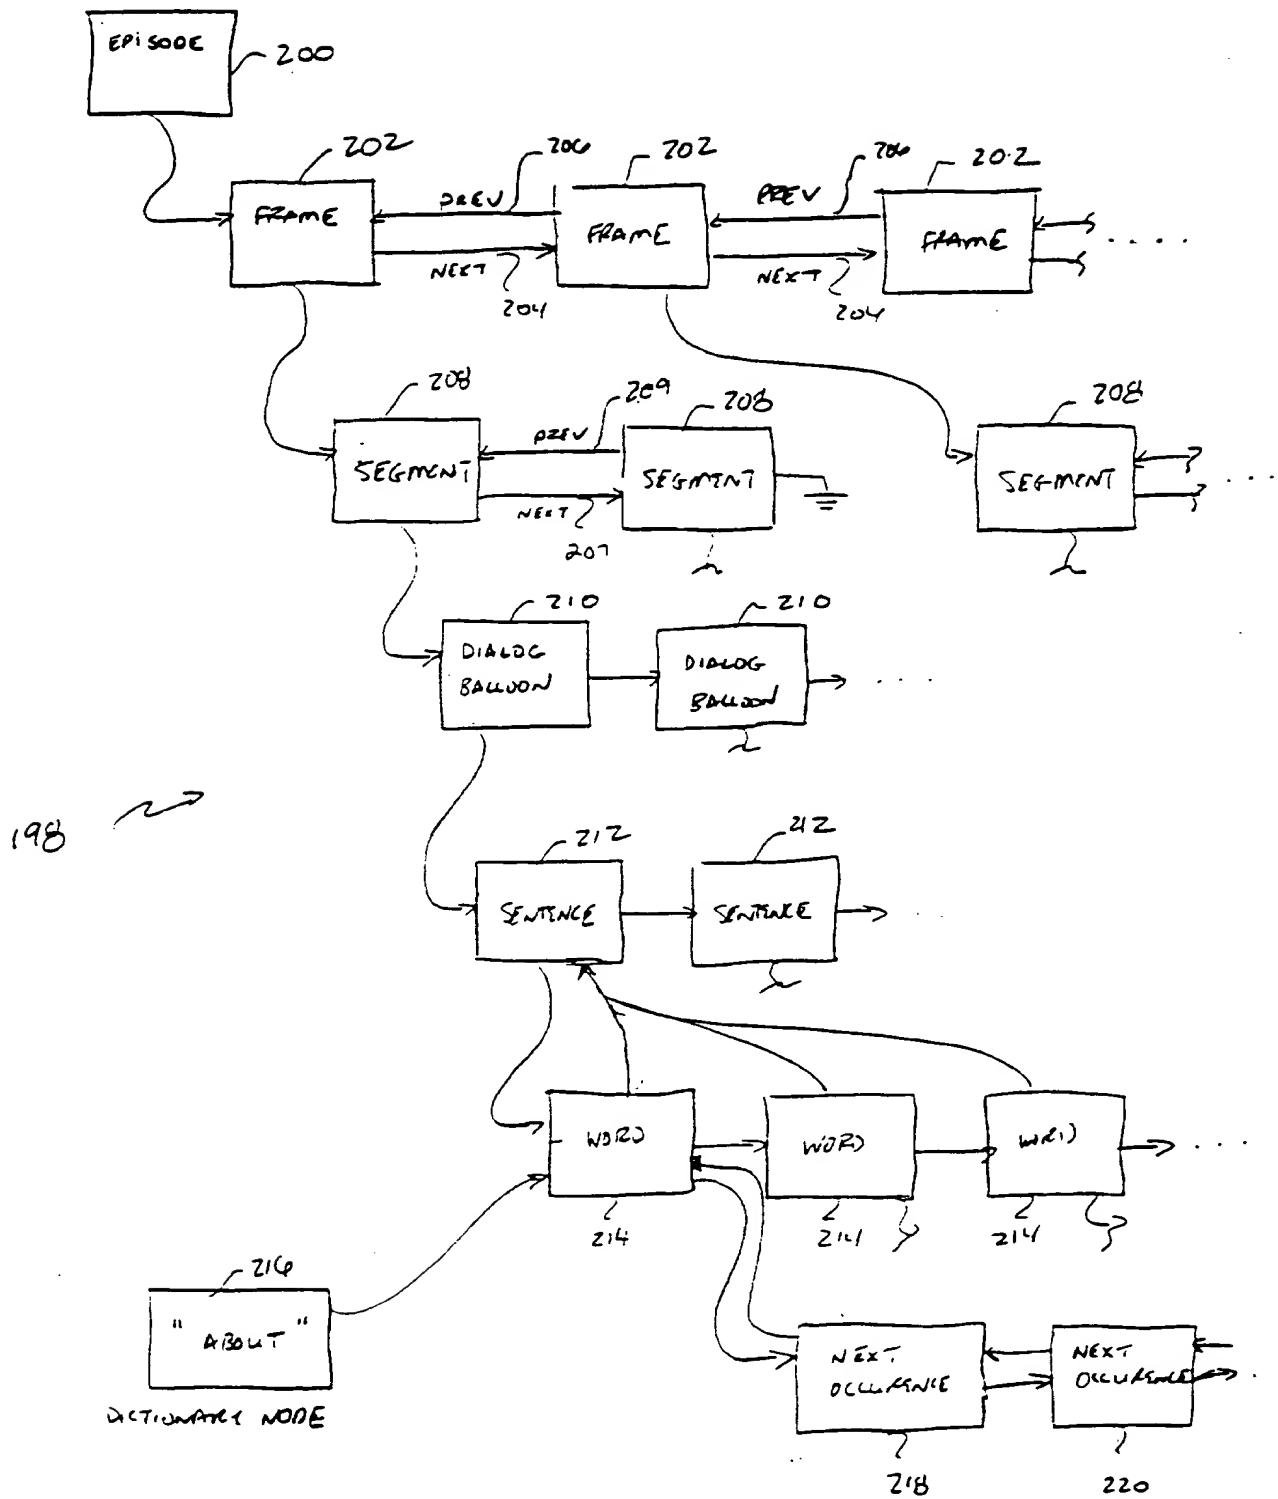 EPISODE
200
202
206
202
206
202
FRAME
PREV
FRAME
PREV
FRAME
....
NEXT
204
NEXT
204
208
209
208
208
SEGMENT
PREV
SEGMENT
SEGMENT
...
NEXT
207
210
210
DIALOG
BALLOON
DIALOG
BALLOON
....
198
212
212
SENTENCE
SENTENCE
...
WORD
WORD
WORD
....
214
214
214
216
" ABOUT "
DICTIONARY NODE
NEXT
OCCURENCE
NEXT
OCCURENCE
218
220